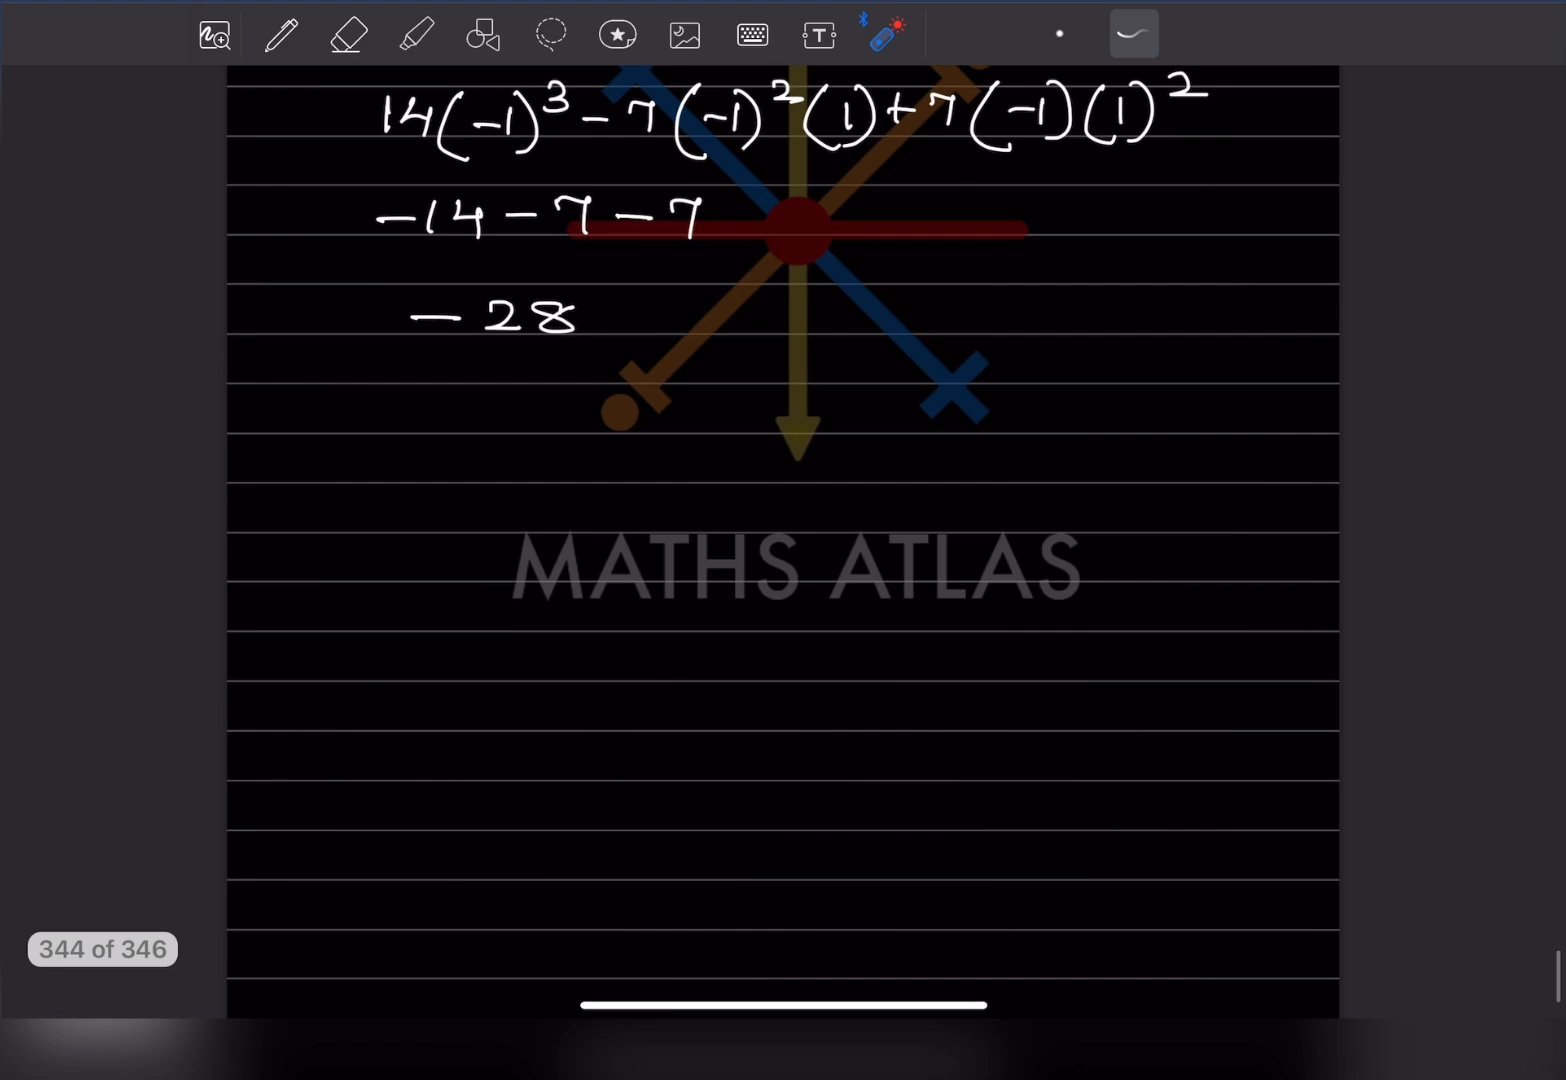 14(-1)³ - 7(-1)²(1) + 7(-1)(1)²
-14 - 7 - 7
- 28
MATHS ATLAS
344 of 346